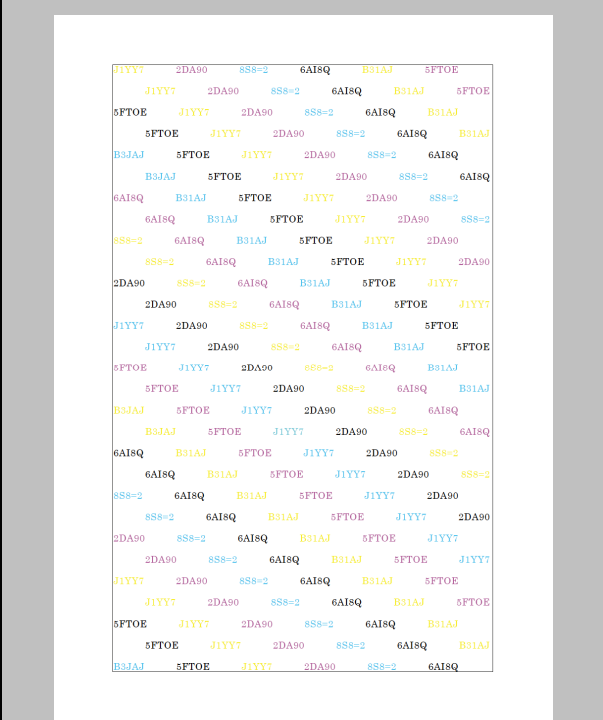 J1YY7 2DA90 8S8=2 6AI8Q B31AJ 5FTOE
J1YY7 2DA90 8S8=2 6AI8Q B31AJ 5FTOE
5FTOE J1YY7 2DA90 8S8=2 6AI8Q B31AJ
5FTOE J1YY7 2DA90 8S8=2 6AI8Q B31AJ
B3JAJ 5FTOE J1YY7 2DA90 8S8=2 6AI8Q
B3JAJ 5FTOE J1YY7 2DA90 8S8=2 6AI8Q
6AI8Q B31AJ 5FTOE J1YY7 2DA90 8S8=2
6AI8Q B31AJ 5FTOE J1YY7 2DA90 8S8=2
8S8=2 6AI8Q B31AJ 5FTOE J1YY7 2DA90
8S8=2 6AI8Q B31AJ 5FTOE J1YY7 2DA90
2DA90 8S8=2 6AI8Q B31AJ 5FTOE J1YY7
2DA90 8S8=2 6AI8Q B31AJ 5FTOE J1YY7
J1YY7 2DA90 8S8=2 6AI8Q B31AJ 5FTOE
J1YY7 2DA90 8S8=2 6AI8Q B31AJ 5FTOE
5FTOE J1YY7 2DA90 8S8=2 6AI8Q B31AJ
5FTOE J1YY7 2DA90 8S8=2 6AI8Q B31AJ
B3JAJ 5FTOE J1YY7 2DA90 8S8=2 6AI8Q
B3JAJ 5FTOE J1YY7 2DA90 8S8=2 6AI8Q
6AI8Q B31AJ 5FTOE J1YY7 2DA90 8S8=2
6AI8Q B31AJ 5FTOE J1YY7 2DA90 8S8=2
8S8=2 6AI8Q B31AJ 5FTOE J1YY7 2DA90
8S8=2 6AI8Q B31AJ 5FTOE J1YY7 2DA90
2DA90 8S8=2 6AI8Q B31AJ 5FTOE J1YY7
2DA90 8S8=2 6AI8Q B31AJ 5FTOE J1YY7
J1YY7 2DA90 8S8=2 6AI8Q B31AJ 5FTOE
J1YY7 2DA90 8S8=2 6AI8Q B31AJ 5FTOE
5FTOE J1YY7 2DA90 8S8=2 6AI8Q B31AJ
5FTOE J1YY7 2DA90 8S8=2 6AI8Q B31AJ
B3JAJ 5FTOE J1YY7 2DA90 8S8=2 6AI8Q